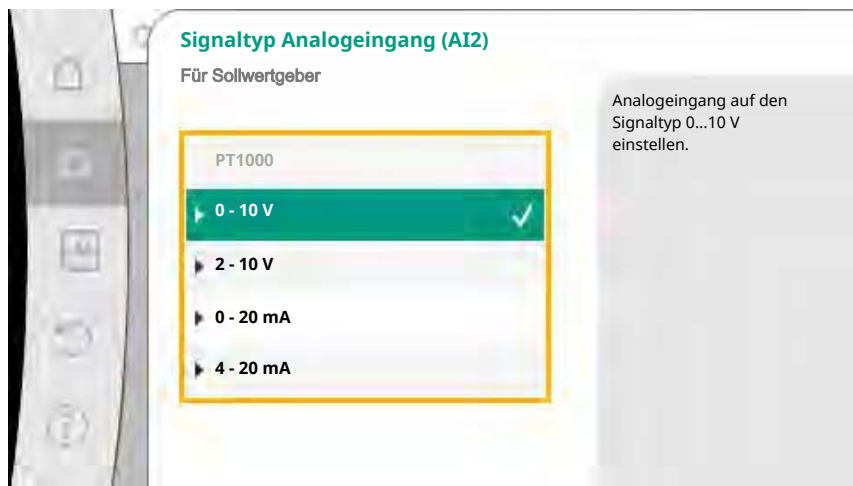 Signaltyp Analogeingang (AI2)
Für Sollwertgeber
PT1000
0 - 10 V
2 - 10 V
0 - 20 mA
4 - 20 mA
Analogeingang auf den
Signaltyp 0...10 V
einstellen.